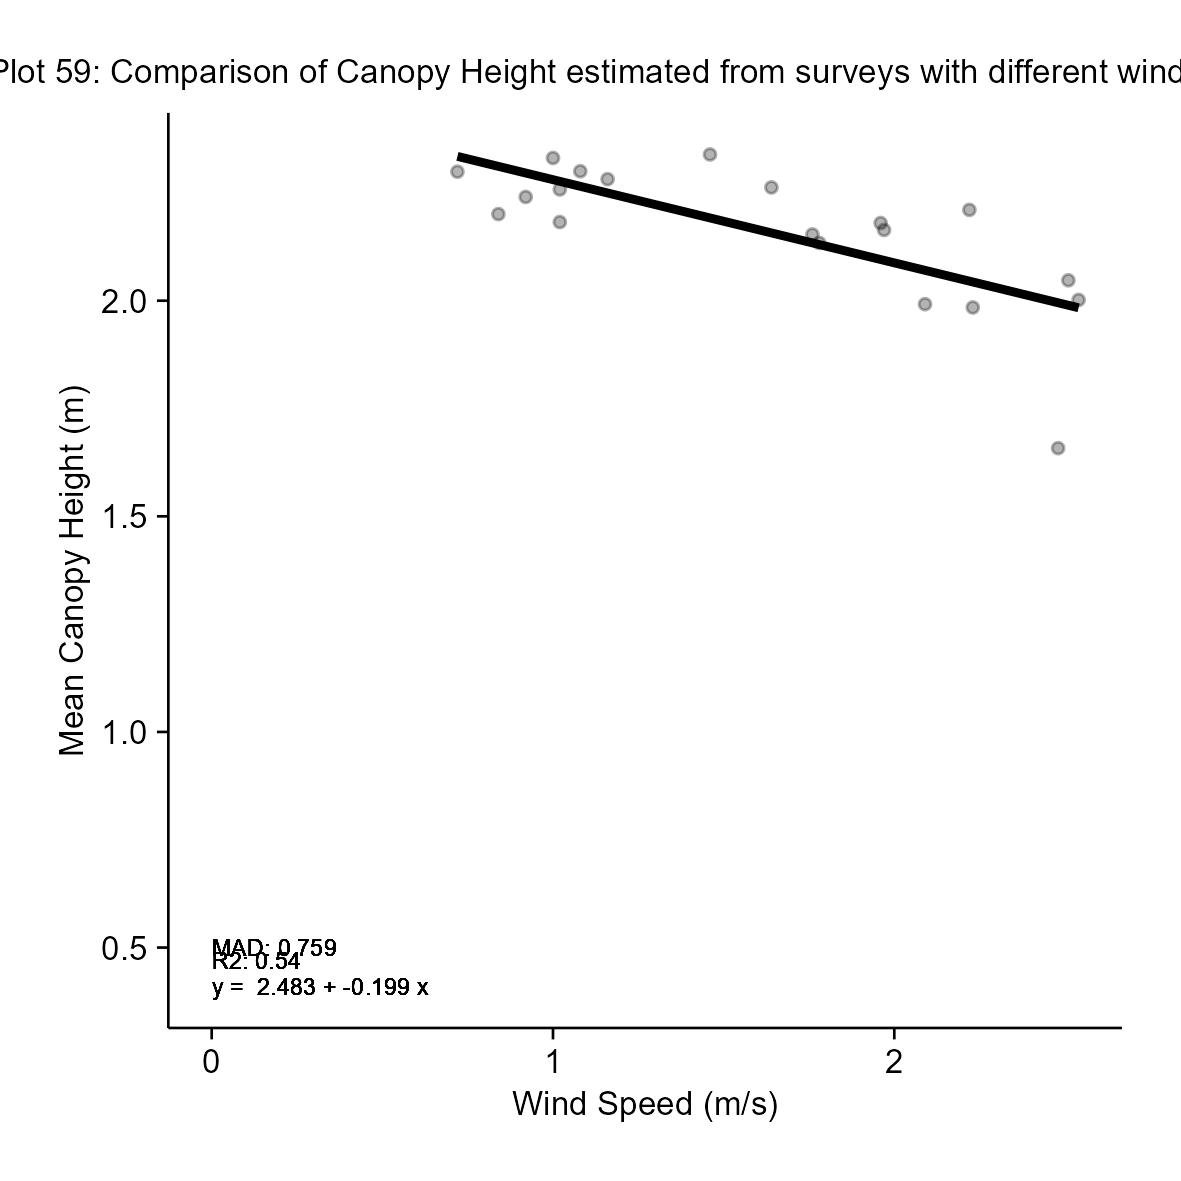 Plot 59: Comparison of Canopy Height estimated from surveys with different wind
2.0
1.5
1.0
0.5
Mean Canopy Height (m)
MAD: 0.759
R2: 0.54
y =  2.483 + -0.199 x
0 1 2
Wind Speed (m/s)